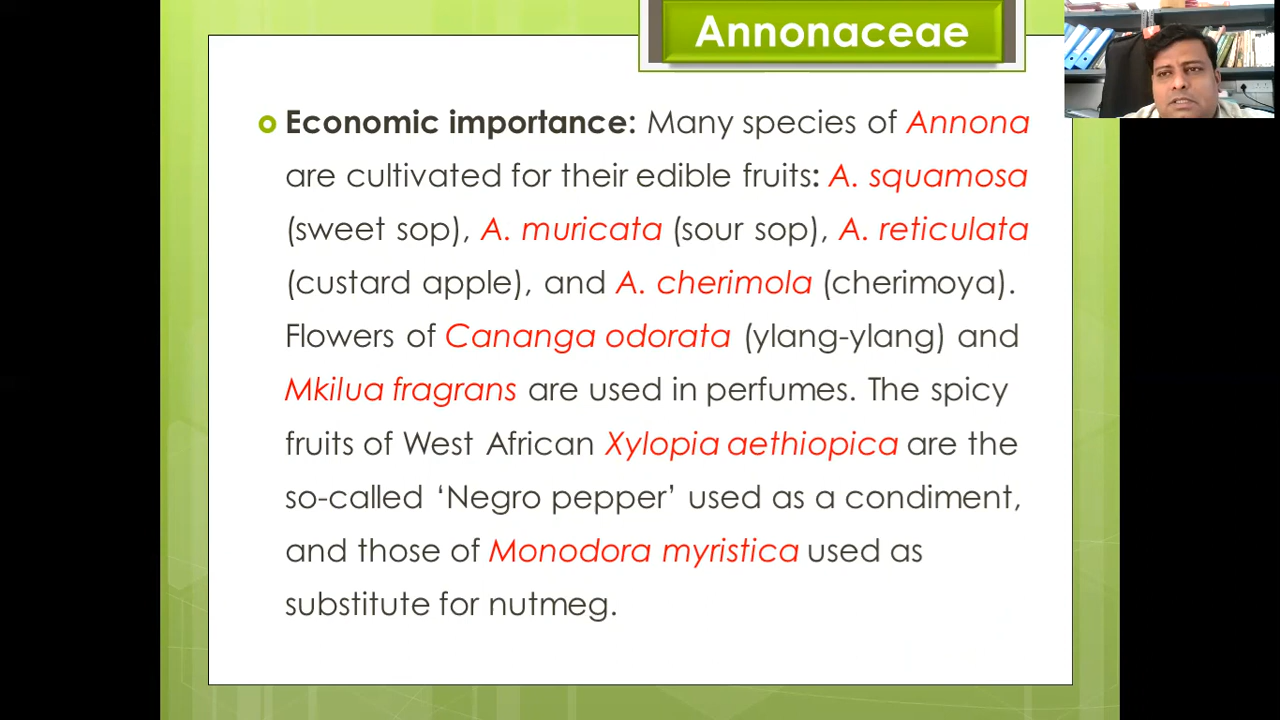 Annonaceae
Economic importance: Many species of Annona
are cultivated for their edible fruits: A. squamosa
(sweet sop), A. muricata (sour sop), A. reticulata
(custard apple), and A. cherimola (cherimoya).
Flowers of Cananga odorata (ylang-ylang) and
Mkilua fragrans are used in perfumes. The spicy
fruits of West African Xylopia aethiopica are the
so-called ‘Negro pepper’ used as a condiment,
and those of Monodora myristica used as
substitute for nutmeg.